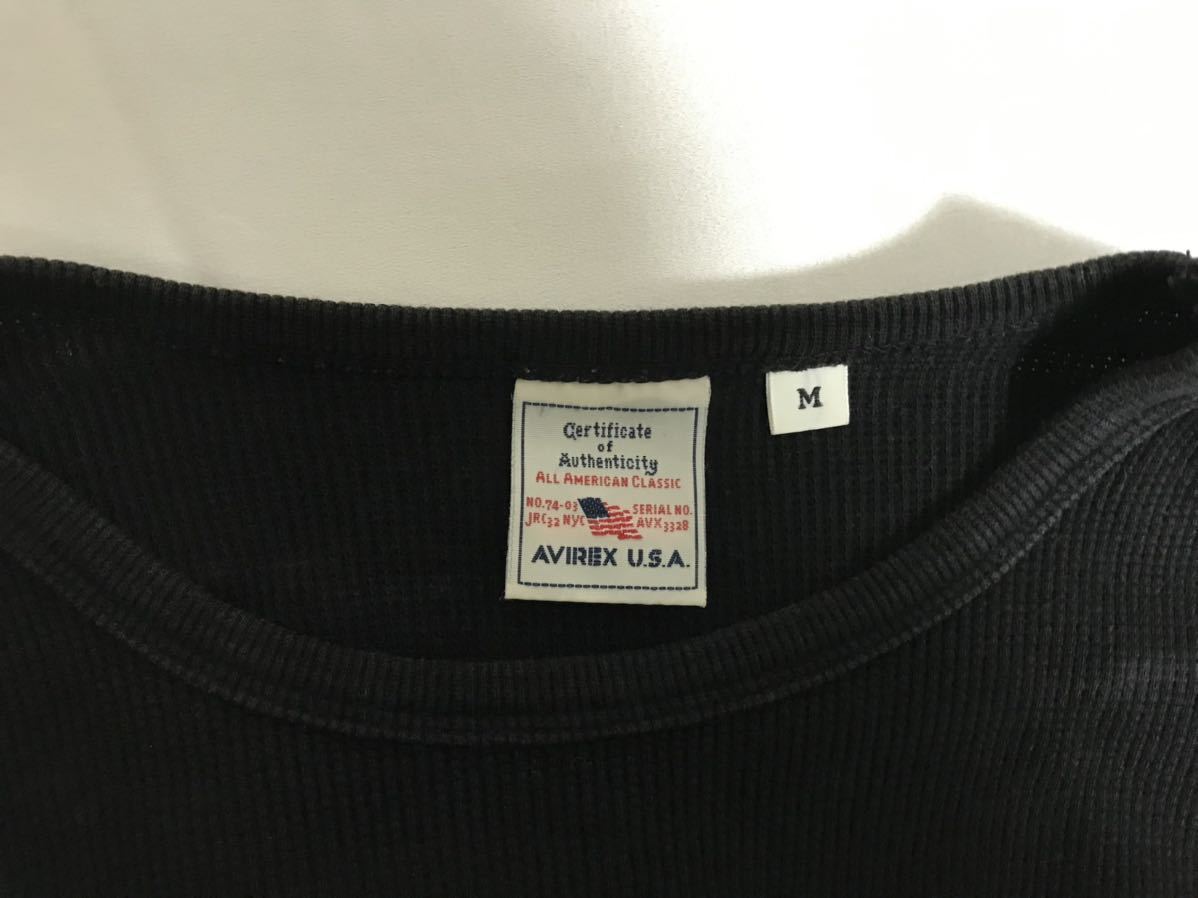 Certificate
of
Authenticity
ALL AMERICAN CLASSIC
NO.74-03 SERIAL NO.
JRC32 NYC AVX3328
AVIREX U.S.A.
M